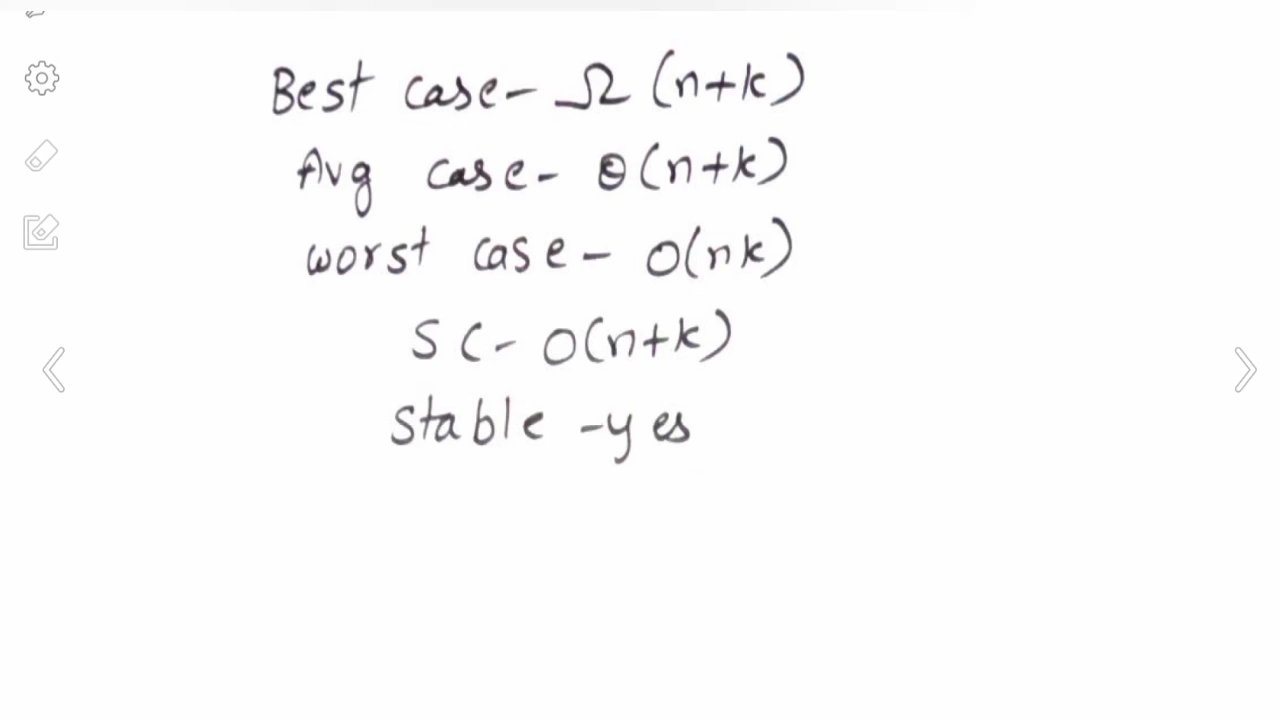 Best case - Ω (n+k)
Avg case - Θ(n+k)
worst case - O(nk)
SC - O(n+k)
stable - yes